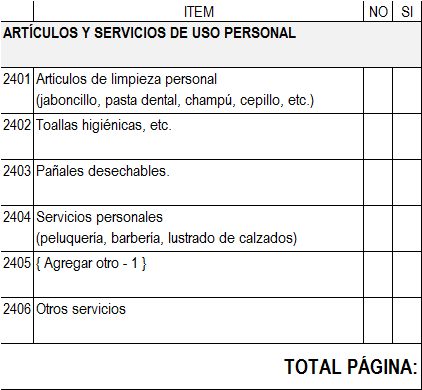 ITEM NO SI
ARTÍCULOS Y SERVICIOS DE USO PERSONAL
2401 Articulos de limpieza personal
(jaboncillo, pasta dental, champú, cepillo, etc.)
2402 Toallas higiénicas, etc.
2403 Pañales desechables.
2404 Servicios personales
(peluquería, barbería, lustrado de calzados)
2405 { Agregar otro - 1 }
2406 Otros servicios
TOTAL PÁGINA: